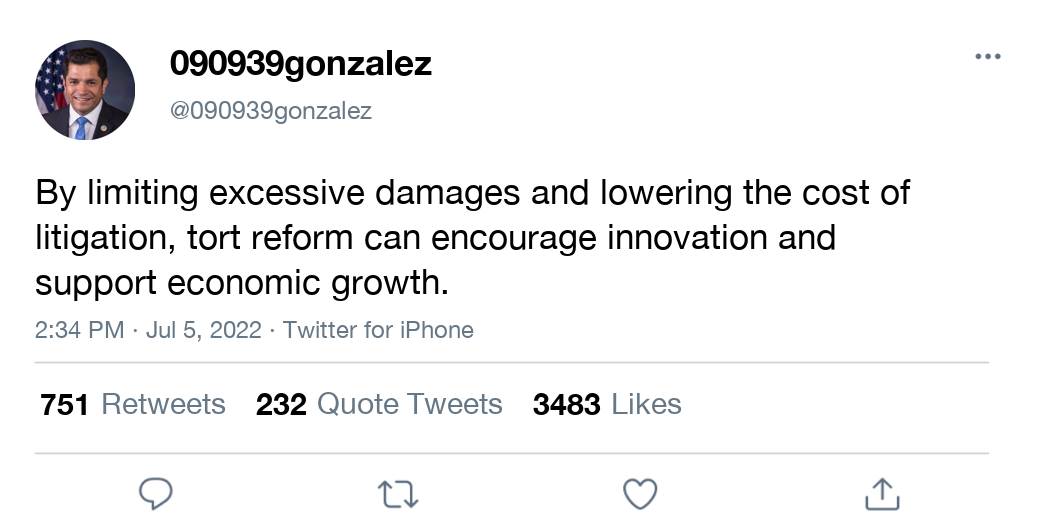 090939gonzalez
@090939gonzalez
By limiting excessive damages and lowering the cost of
litigation, tort reform can encourage innovation and
support economic growth.
2:34 PM · Jul 5, 2022 · Twitter for iPhone
751 Retweets 232 Quote Tweets 3483 Likes